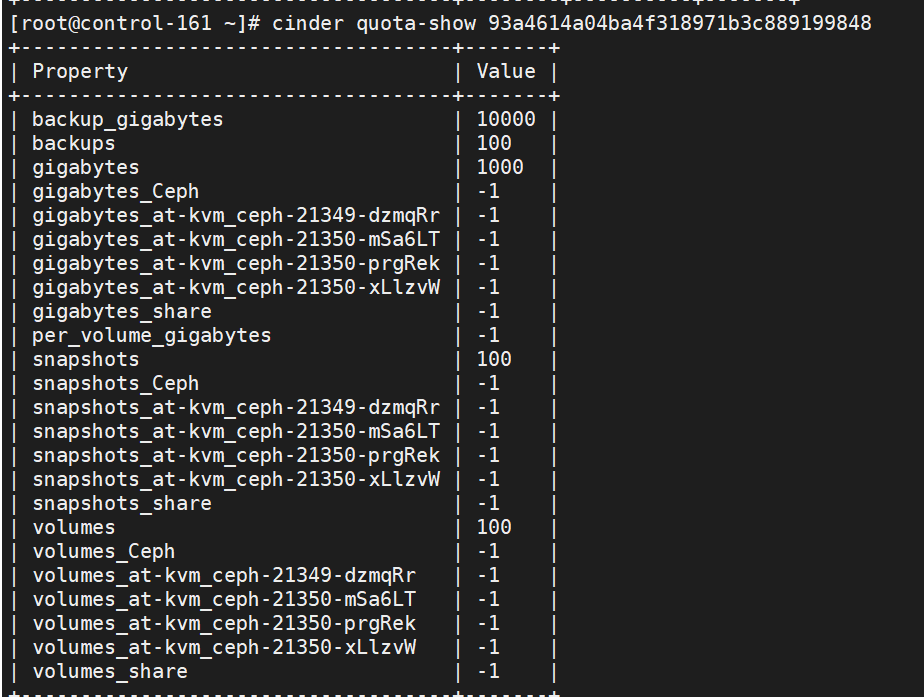 [root@control-161 ~]# cinder quota-show 93a4614a04ba4f318971b3c889199848
+------------------------------------+-------+
| Property                           | Value |
+------------------------------------+-------+
| backup_gigabytes                   | 10000 |
| backups                            | 100   |
| gigabytes                          | 1000  |
| gigabytes_Ceph                     | -1    |
| gigabytes_at-kvm_ceph-21349-dzmqRr | -1    |
| gigabytes_at-kvm_ceph-21350-mSa6LT | -1    |
| gigabytes_at-kvm_ceph-21350-prgRek | -1    |
| gigabytes_at-kvm_ceph-21350-xLlzvW | -1    |
| gigabytes_share                    | -1    |
| per_volume_gigabytes               | -1    |
| snapshots                          | 100   |
| snapshots_Ceph                     | -1    |
| snapshots_at-kvm_ceph-21349-dzmqRr | -1    |
| snapshots_at-kvm_ceph-21350-mSa6LT | -1    |
| snapshots_at-kvm_ceph-21350-prgRek | -1    |
| snapshots_at-kvm_ceph-21350-xLlzvW | -1    |
| snapshots_share                    | -1    |
| volumes                            | 100   |
| volumes_Ceph                       | -1    |
| volumes_at-kvm_ceph-21349-dzmqRr   | -1    |
| volumes_at-kvm_ceph-21350-mSa6LT   | -1    |
| volumes_at-kvm_ceph-21350-prgRek   | -1    |
| volumes_at-kvm_ceph-21350-xLlzvW   | -1    |
| volumes_share                      | -1    |
+------------------------------------+-------+